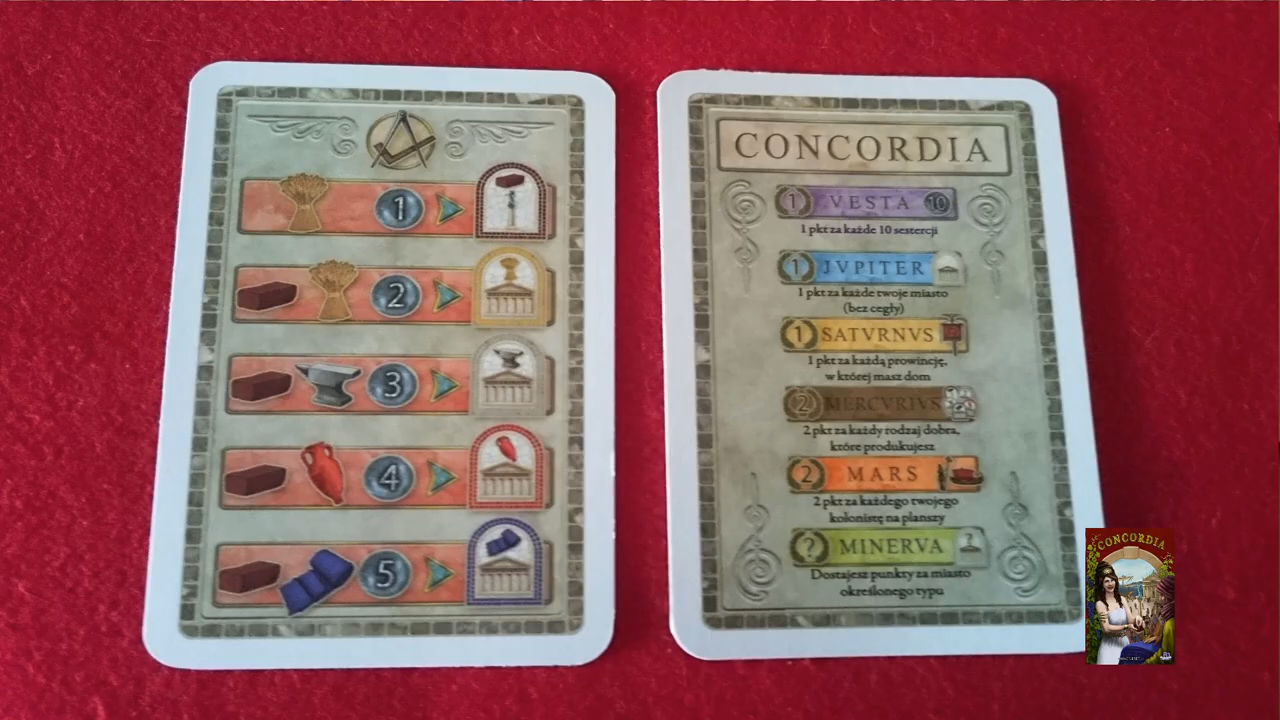 1
2
3
4
5
CONCORDIA
1 VESTA 10
1 pkt za każde 10 sestercji
1 JVPITER
1 pkt za każde twoje miasto
(bez cegły)
1 SATVRNVS
1 pkt za każdą prowincję,
w której masz dom
2 MERCVRIVS
2 pkt za każdy rodzaj dobra,
które produkujesz
2 MARS
2 pkt za każdego twojego
kolonistę na planszy
? MINERVA
Dostajesz punkty za miasto
określonego typu
CONCORDIA